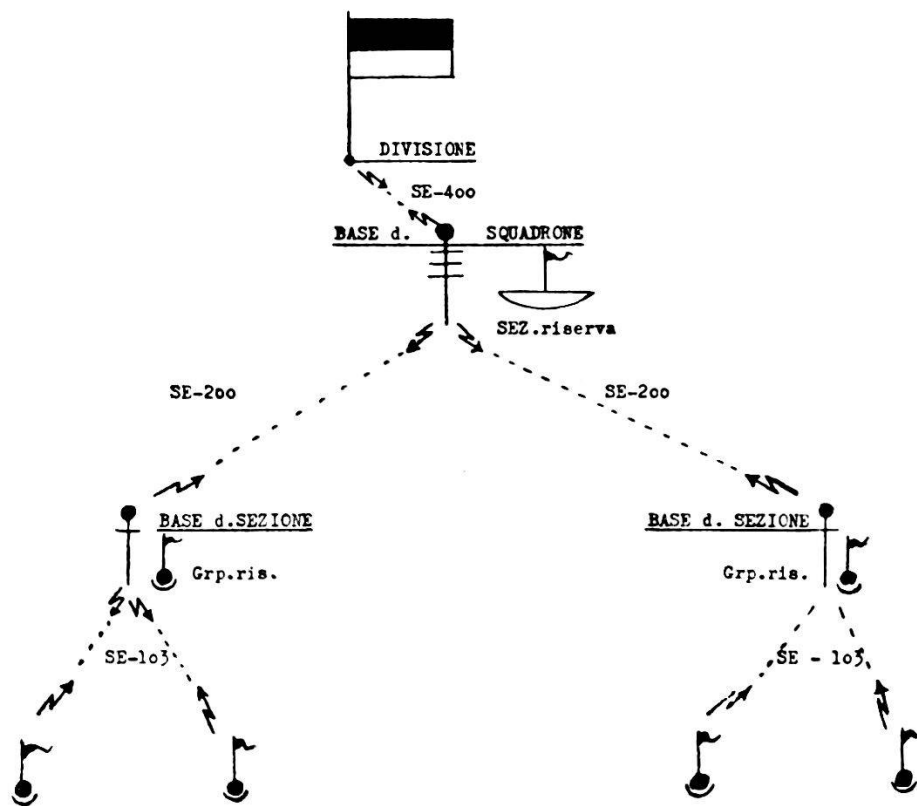 DIVISIONE
SE-4oo
BASE d. SQUADRONE
SEZ.riserva
SE-2oo SE-2oo
BASE d.SEZIONE BASE d. SEZIONE
Grp.ris. Grp.ris.
SE-lo3 SE - lo3